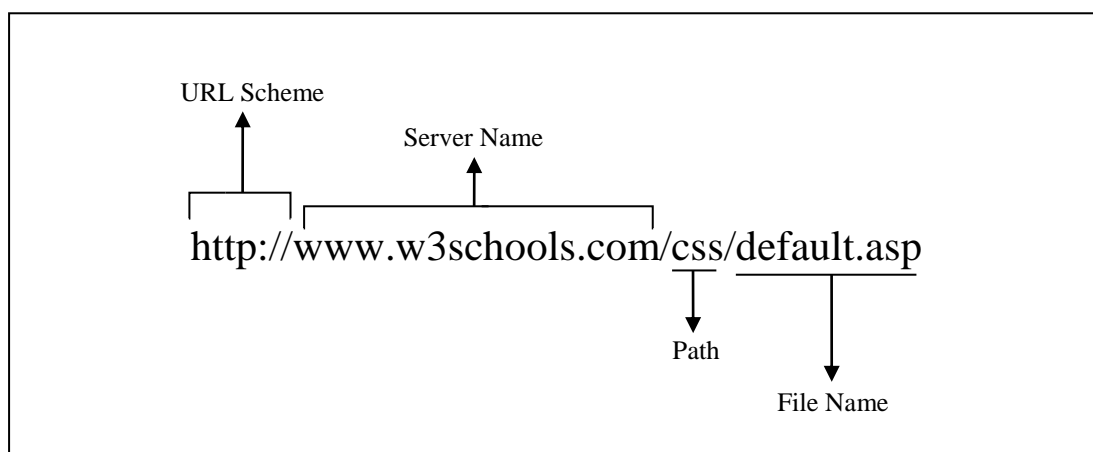 URL Scheme
Server Name
http://www.w3schools.com/css/default.asp
Path
File Name